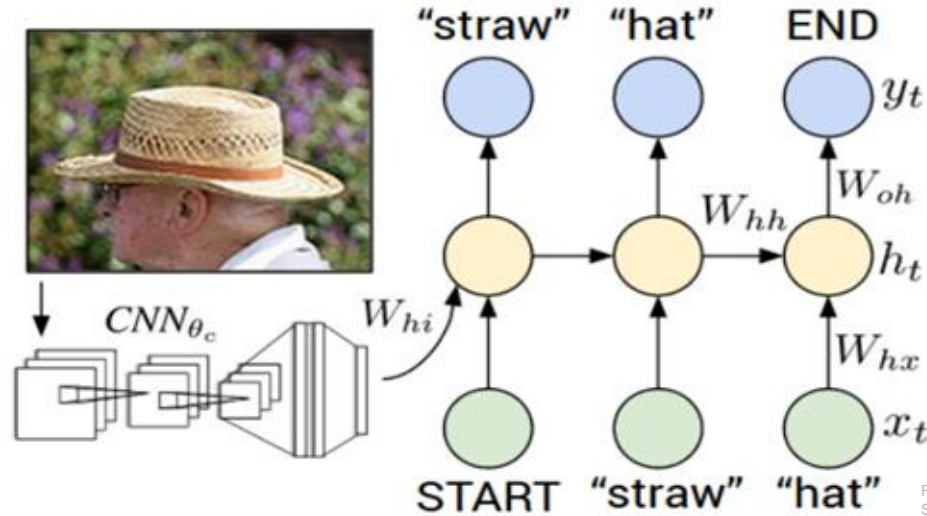 “straw” “hat” END
y_t
W_oh
W_hh
h_t
CNN_θc
W_hi
W_hx
x_t
START “straw” “hat”